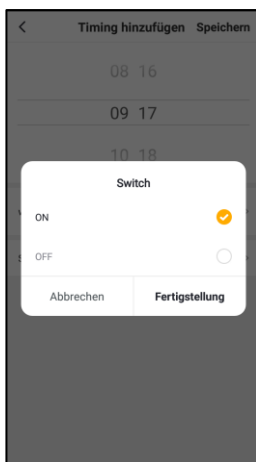 Timing hinzufügen Speichern
08 16
09 17
10 18
Switch
ON
OFF
Abbrechen Fertigstellung